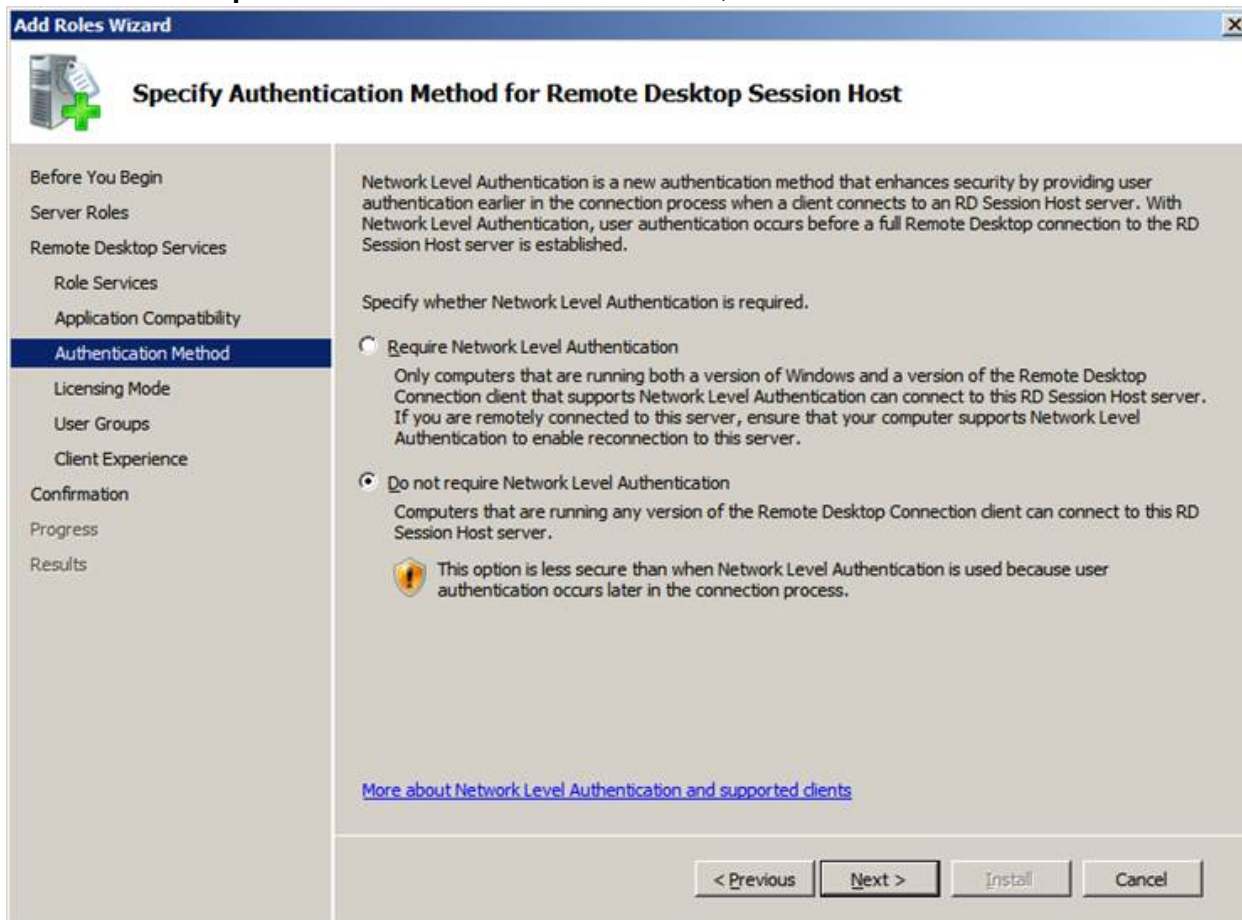 Add Roles Wizard
Specify Authentication Method for Remote Desktop Session Host
Before You Begin
Server Roles
Remote Desktop Services
Role Services
Application Compatibility
Authentication Method
Licensing Mode
User Groups
Client Experience
Confirmation
Progress
Results
Network Level Authentication is a new authentication method that enhances security by providing user
authentication earlier in the connection process when a client connects to an RD Session Host server. With
Network Level Authentication, user authentication occurs before a full Remote Desktop connection to the RD
Session Host server is established.
Specify whether Network Level Authentication is required.
Require Network Level Authentication
Only computers that are running both a version of Windows and a version of the Remote Desktop
Connection client that supports Network Level Authentication can connect to this RD Session Host server.
If you are remotely connected to this server, ensure that your computer supports Network Level
Authentication to enable reconnection to this server.
Do not require Network Level Authentication
Computers that are running any version of the Remote Desktop Connection client can connect to this RD
Session Host server.
This option is less secure than when Network Level Authentication is used because user
authentication occurs later in the connection process.
More about Network Level Authentication and supported clients
< Previous
Next >
Install
Cancel